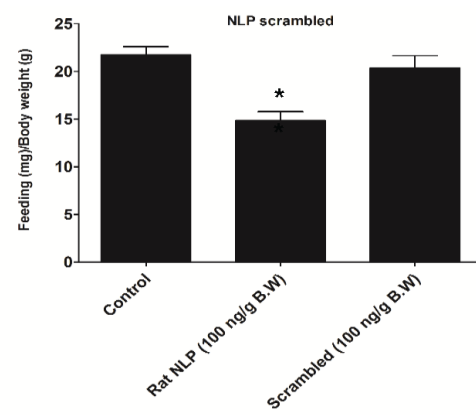 NLP scrambled
Feeding (mg)/Body weight (g)
25
20
15
10
5
0
*
*
Control
Rat NLP (100 ng/g B.W)
Scrambled (100 ng/g B.W)